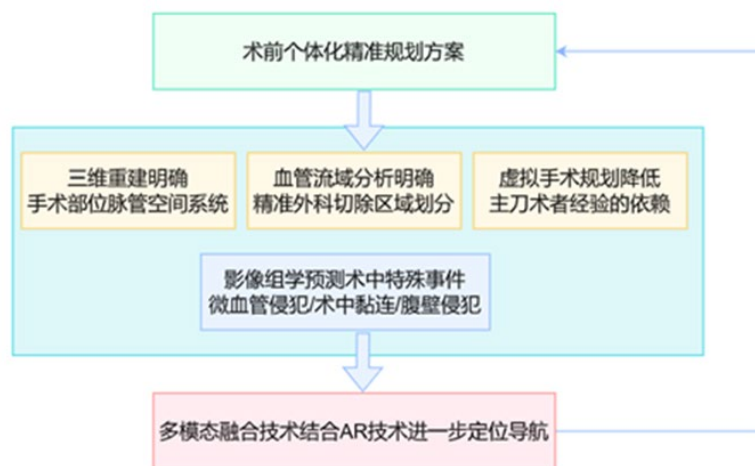 术前个体化精准规划方案
三维重建明确
手术部位脉管空间系统
血管流域分析明确
精准外科切除区域划分
虚拟手术规划降低
主刀术者经验的依赖
影像组学预测术中特殊事件
微血管侵犯/术中黏连/腹壁侵犯
多模态融合技术结合AR技术进一步定位导航